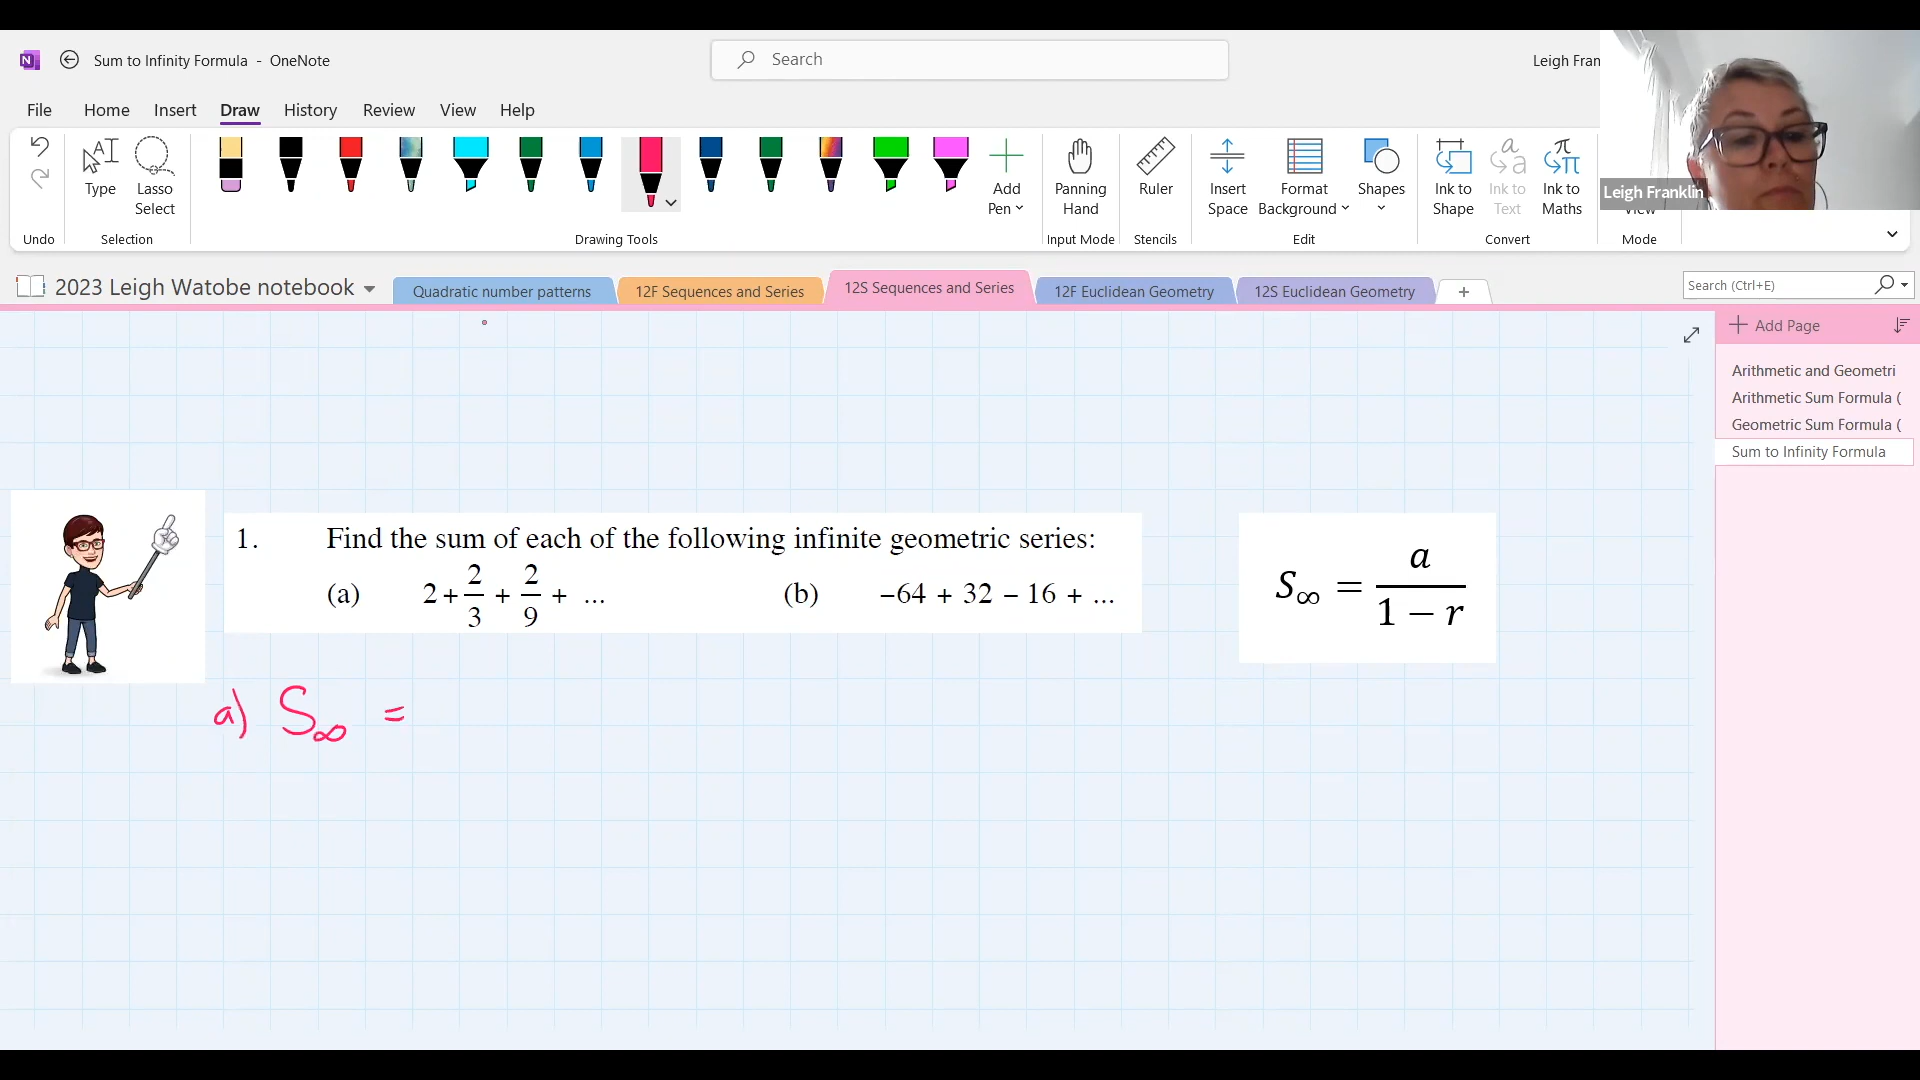 Sum to Infinity Formula - OneNote
Search
Leigh Fran
File Home Insert Draw History Review View Help
Type
Lasso Select
Add Pen
Panning Hand
Ruler
Insert Space
Format Background
Shapes
Ink to Shape
Ink to Text
Ink to Maths
View
Leigh Franklin
Undo
Selection
Drawing Tools
Input Mode
Stencils
Edit
Convert
Mode
2023 Leigh Watobe notebook
Quadratic number patterns
12F Sequences and Series
12S Sequences and Series
12F Euclidean Geometry
12S Euclidean Geometry
+
Search (Ctrl+E)
Add Page
Arithmetic and Geometri
Arithmetic Sum Formula (
Geometric Sum Formula (
Sum to Infinity Formula
1. Find the sum of each of the following infinite geometric series:
(a) 2 + 2/3 + 2/9 + ... (b) −64 + 32 − 16 + ...
S∞ = a / (1 − r)
a) S∞ =